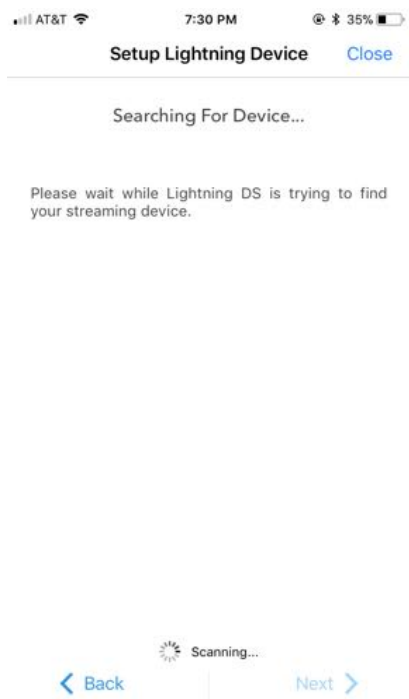 AT&T 7:30 PM 35%
Setup Lightning Device Close
Searching For Device...
Please wait while Lightning DS is trying to find
your streaming device.
Scanning...
Back Next